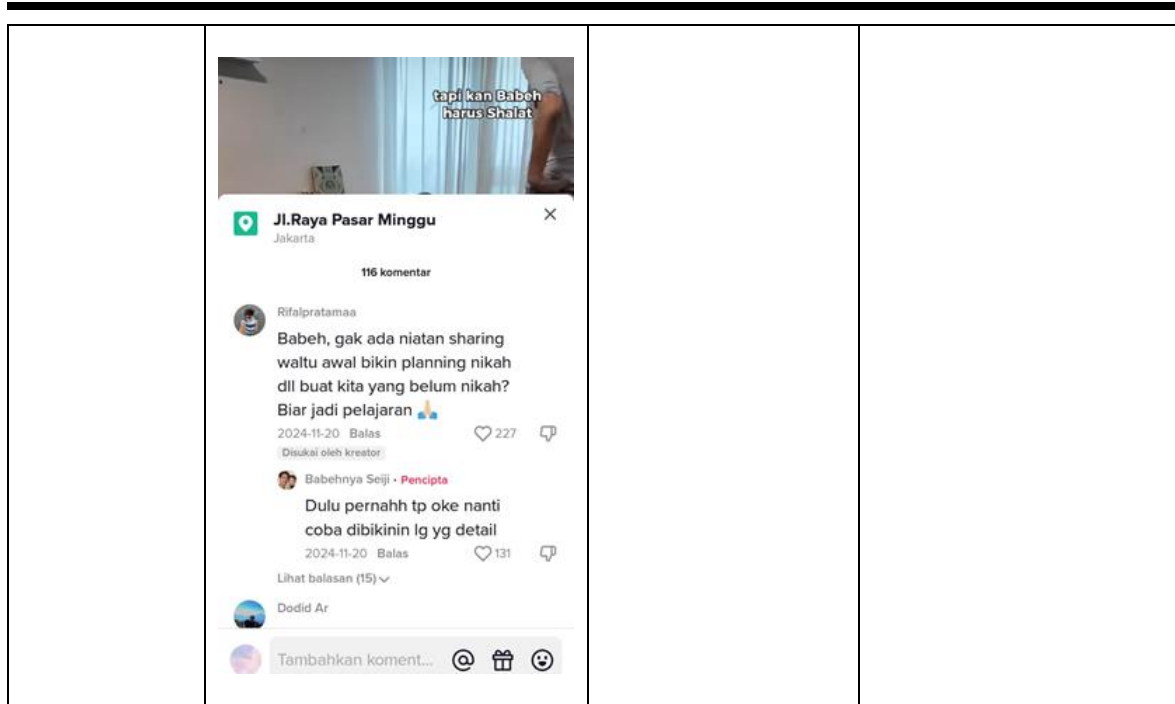 tapi kan Babeh
harus Shalat
Jl.Raya Pasar Minggu
Jakarta
116 komentar
Rifalpratamaa
Babeh, gak ada niatan sharing
waltu awal bikin planning nikah
dll buat kita yang belum nikah?
Biar jadi pelajaran 🙏🏻
2024-11-20 Balas 227
Disukai oleh kreator
Babehnya Seiji • Pencipta
Dulu pernahh tp oke nanti
coba dibikinin lg yg detail
2024-11-20 Balas 131
Lihat balasan (15)
Dodid Ar
Tambahkan koment...